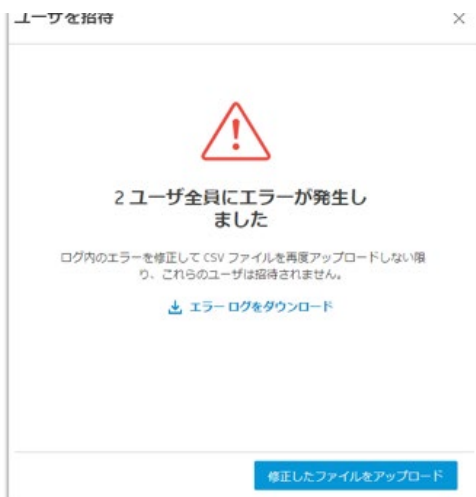 ユーザを招待
2 ユーザ全員にエラーが発生し
ました
ログ内のエラーを修正して CSV ファイルを再度アップロードしない限
り、これらのユーザは招待されません。
エラー ログをダウンロード
修正したファイルをアップロード